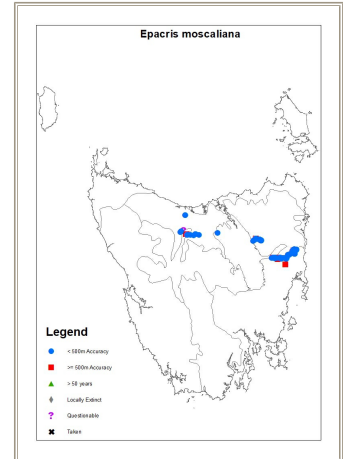 Epacris moscaliana
Legend
< 500m Accuracy
>= 500m Accuracy
> 50 years
Locally Extinct
? Questionable
Taken